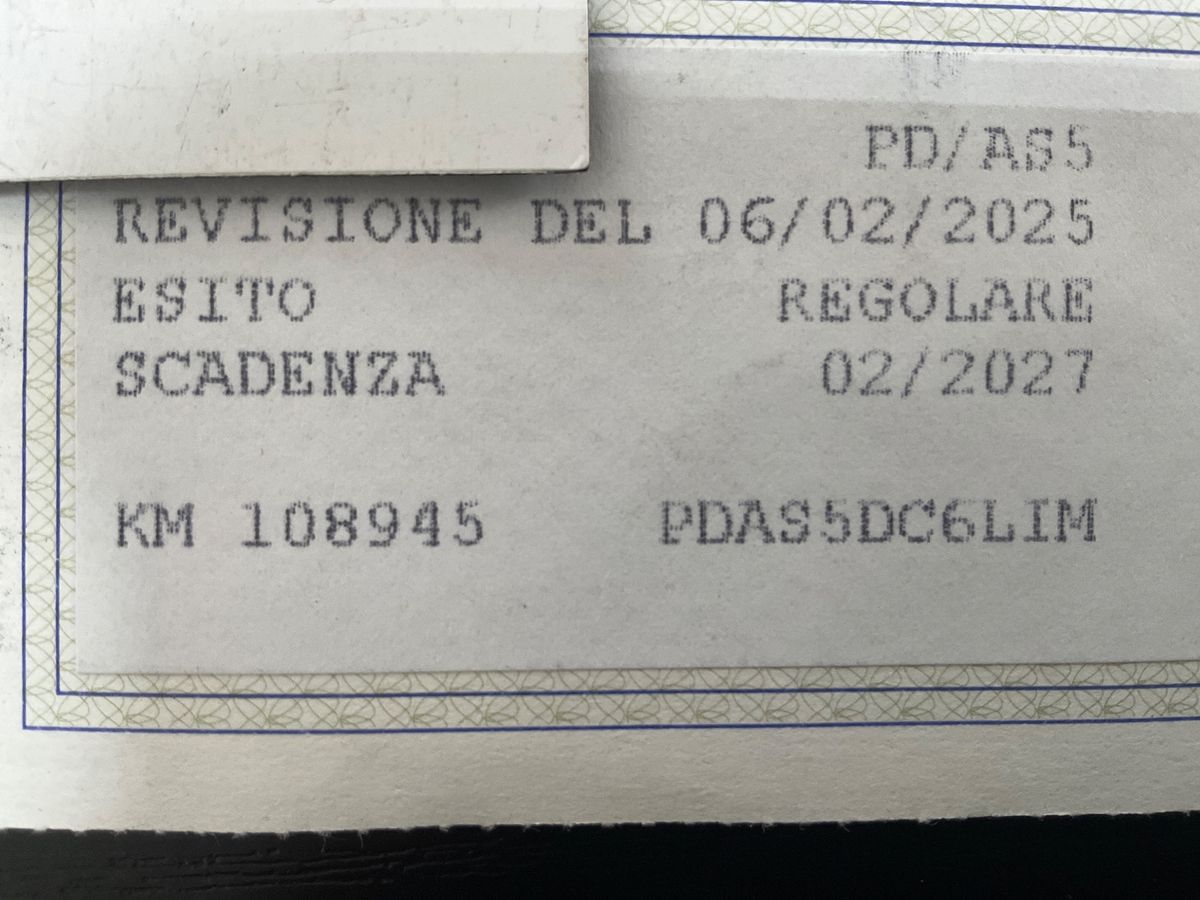 PD/AS5
REVISIONE DEL 06/02/2025
ESITO REGOLARE
SCADENZA 02/2027
KM 108945 PDAS5DC6LIM